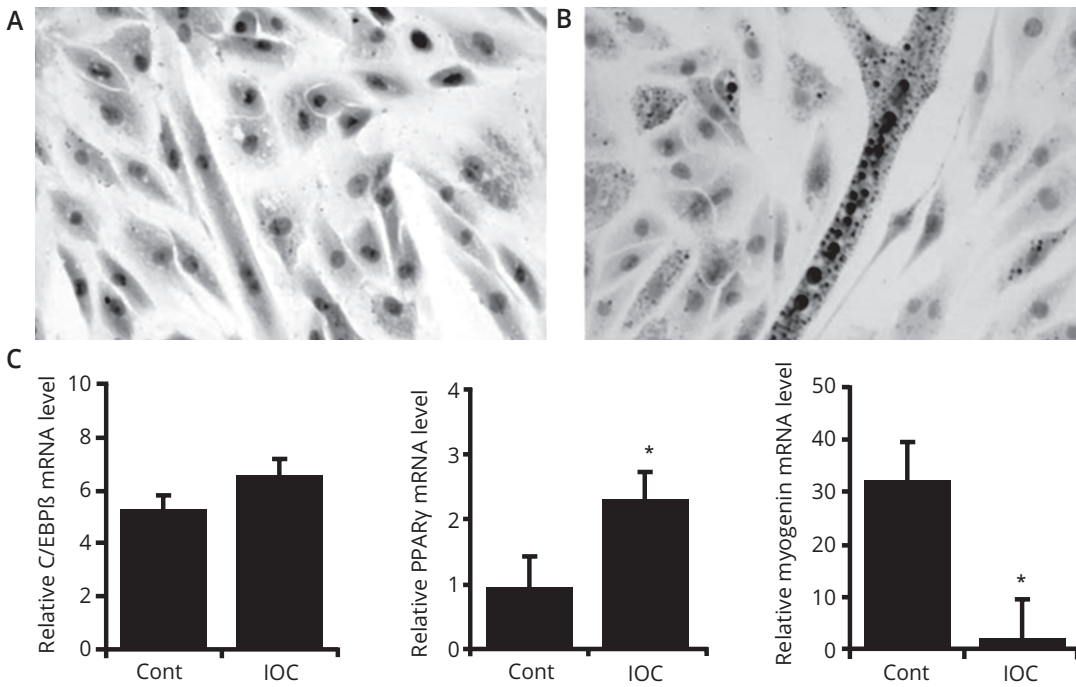 A
B
C
Relative C/EBPß mRNA level
10
8
6
4
2
0
Cont
IOC
Relative PPARγ mRNA level
4
3
2
1
0
*
Cont
IOC
Relative myogenin mRNA level
50
40
30
20
10
0
*
Cont
IOC